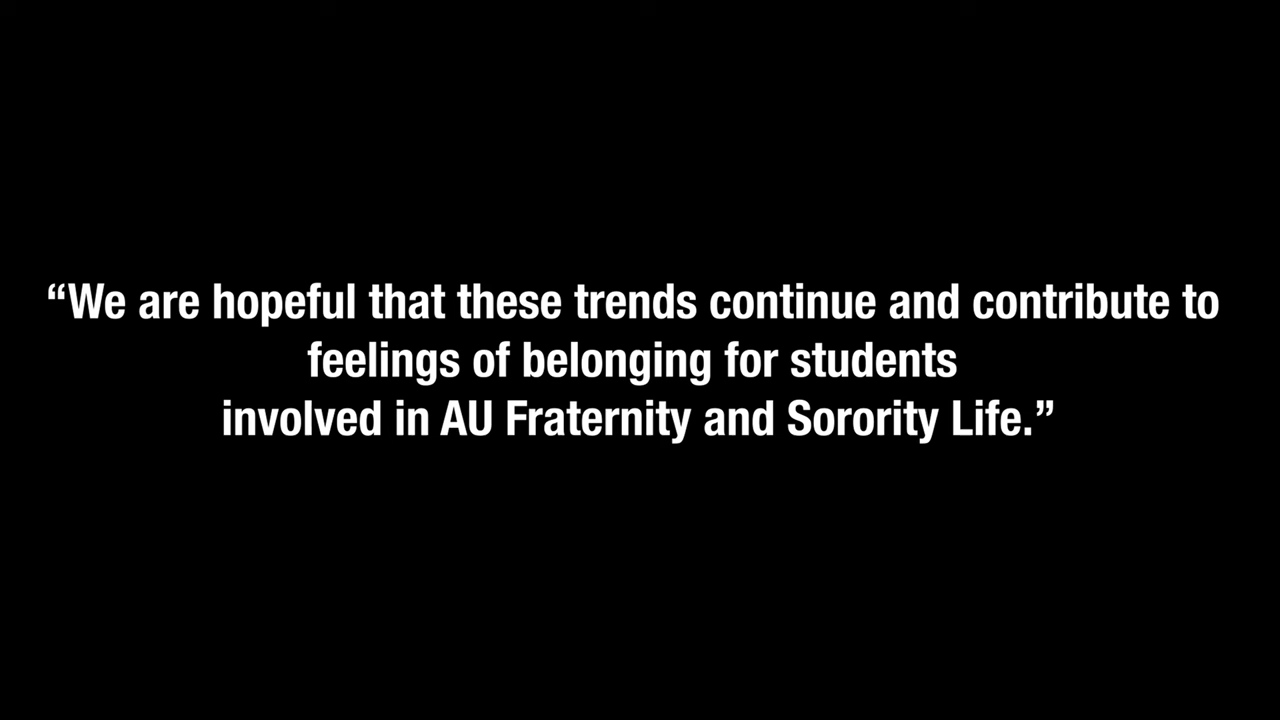 “We are hopeful that these trends continue and contribute to
feelings of belonging for students
involved in AU Fraternity and Sorority Life.”